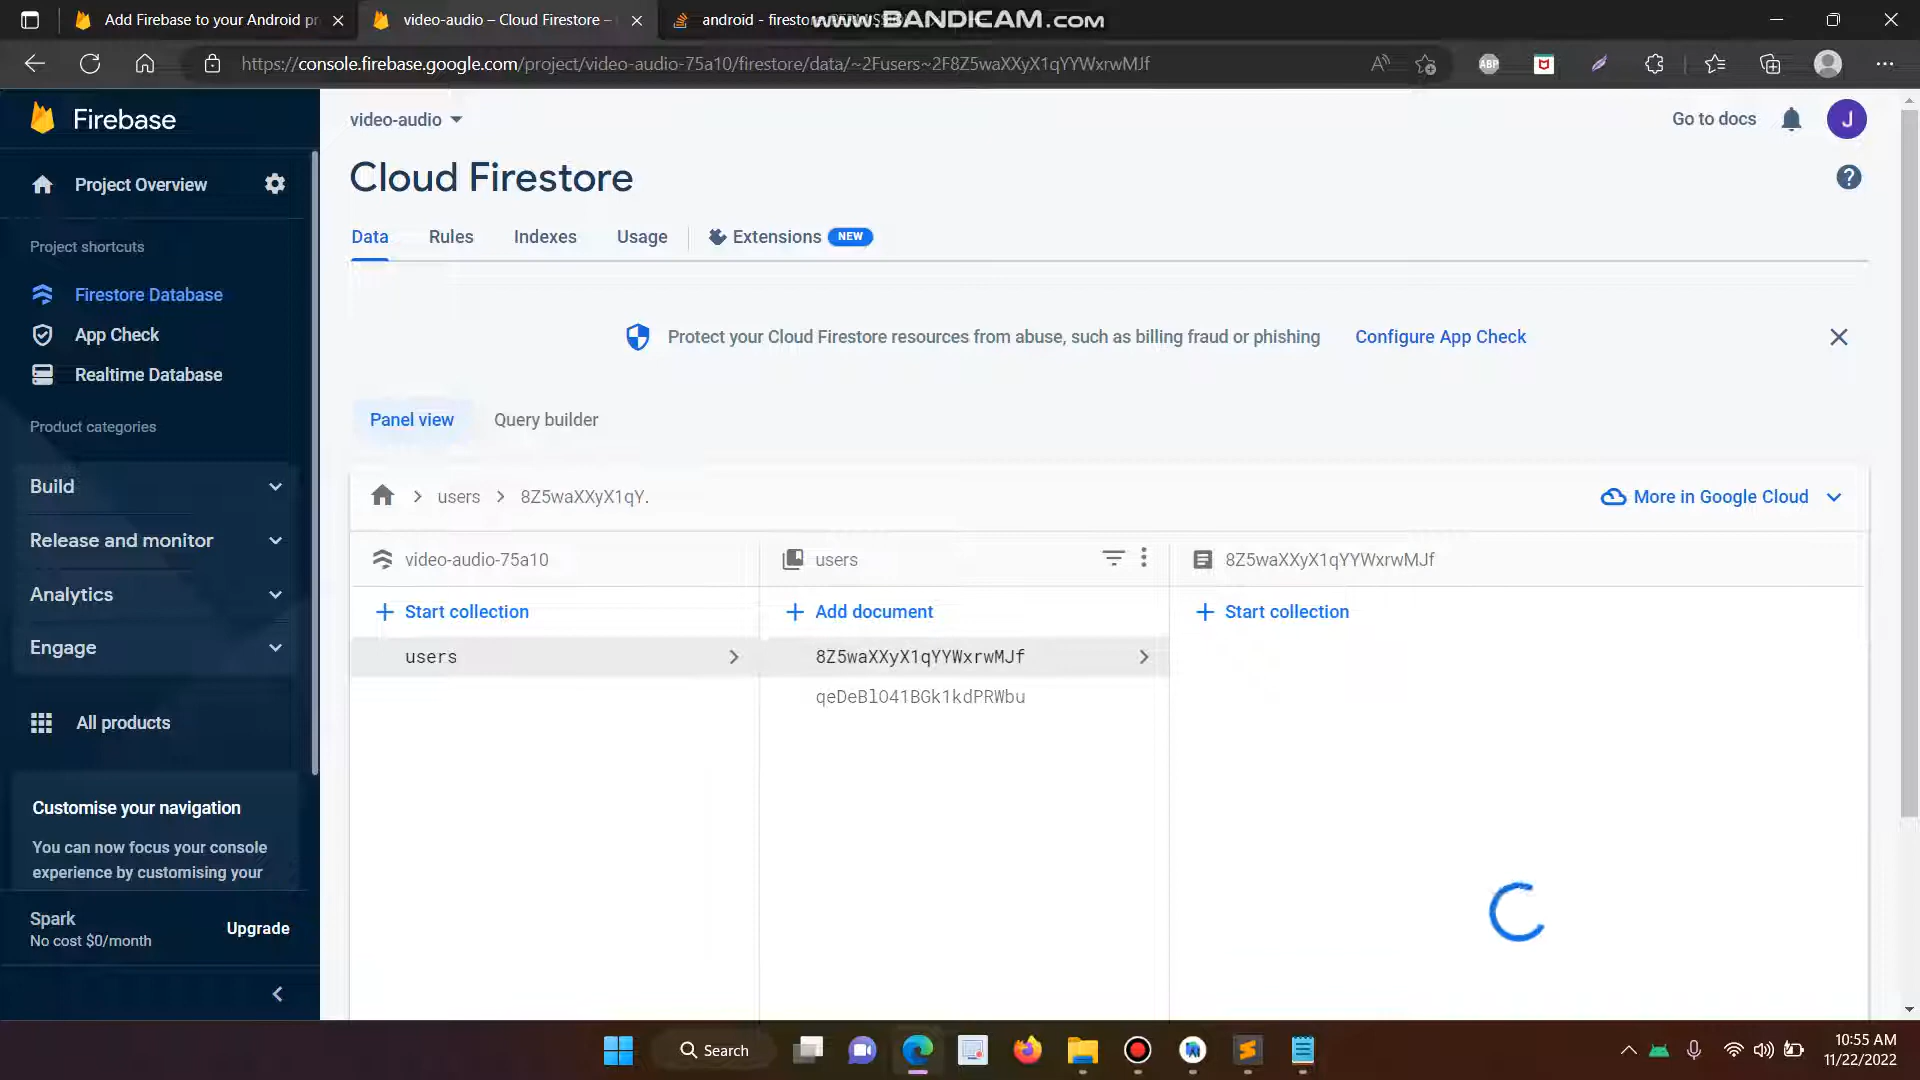 Add Firebase to your Android pr
video-audio – Cloud Firestore –
android - firestore
www.BANDICAM.com
https://console.firebase.google.com/project/video-audio-75a10/firestore/data/~2Fusers~2F8Z5waXXyX1qYYWxrwMJf
ABP
Firebase
video-audio
Go to docs
J
Project Overview
Cloud Firestore
Project shortcuts
Data
Rules
Indexes
Usage
Extensions
NEW
Firestore Database
App Check
Realtime Database
Protect your Cloud Firestore resources from abuse, such as billing fraud or phishing
Configure App Check
Product categories
Panel view
Query builder
Build
Release and monitor
Analytics
Engage
All products
users
8Z5waXXyX1qY.
More in Google Cloud
video-audio-75a10
users
8Z5waXXyX1qYYWxrwMJf
Start collection
Add document
Start collection
users
8Z5waXXyX1qYYWxrwMJf
qeDeBlO41BGk1kdPRWbu
Customise your navigation
You can now focus your console
experience by customising your
Spark
No cost $0/month
Upgrade
Search
10:55 AM
11/22/2022